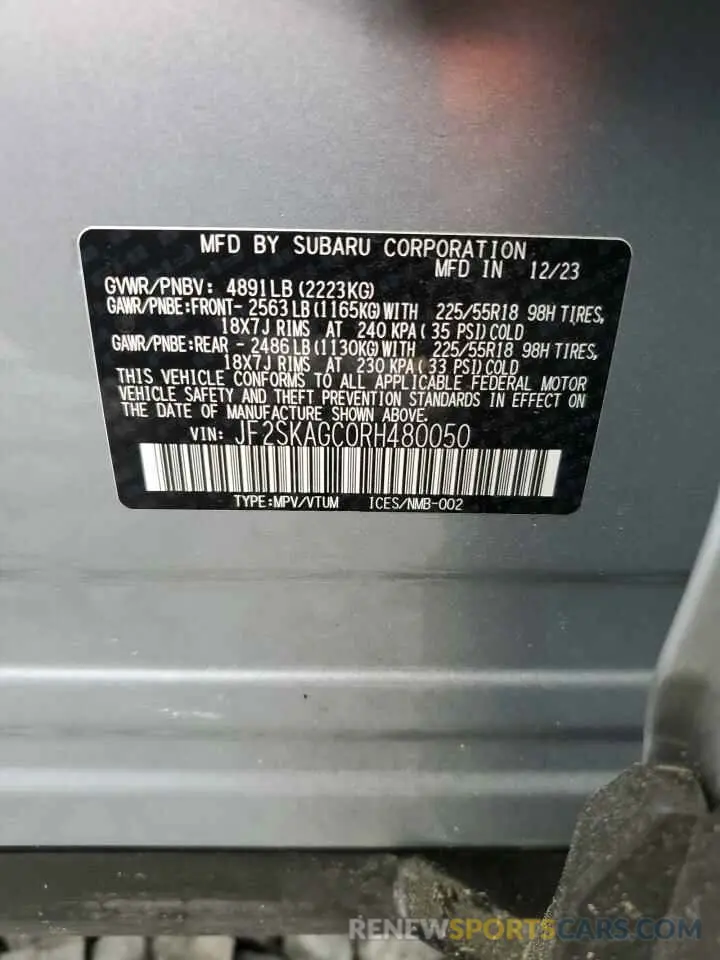 MFD BY SUBARU CORPORATION
MFD IN 12/23
GVWR/PNBV: 4891LB (2223KG)
GAWR/PNBE:FRONT- 2563LB (1165KG) WITH 225/55R18 98H TIRES,
18X7J RIMS AT 240 KPA ( 35 PSI) COLD
GAWR/PNBE:REAR - 2486LB (1130KG) WITH 225/55R18 98H TIRES,
18X7J RIMS AT 230 KPA ( 33 PSI) COLD
THIS VEHICLE CONFORMS TO ALL APPLICABLE FEDERAL MOTOR
VEHICLE SAFETY AND THEFT PREVENTION STANDARDS IN EFFECT ON
THE DATE OF MANUFACTURE SHOWN ABOVE.
VIN: JF2SKAGC0RH480050
TYPE:MPV/VTUM ICES/NMB-002
RENEWSPORTSCARS.COM